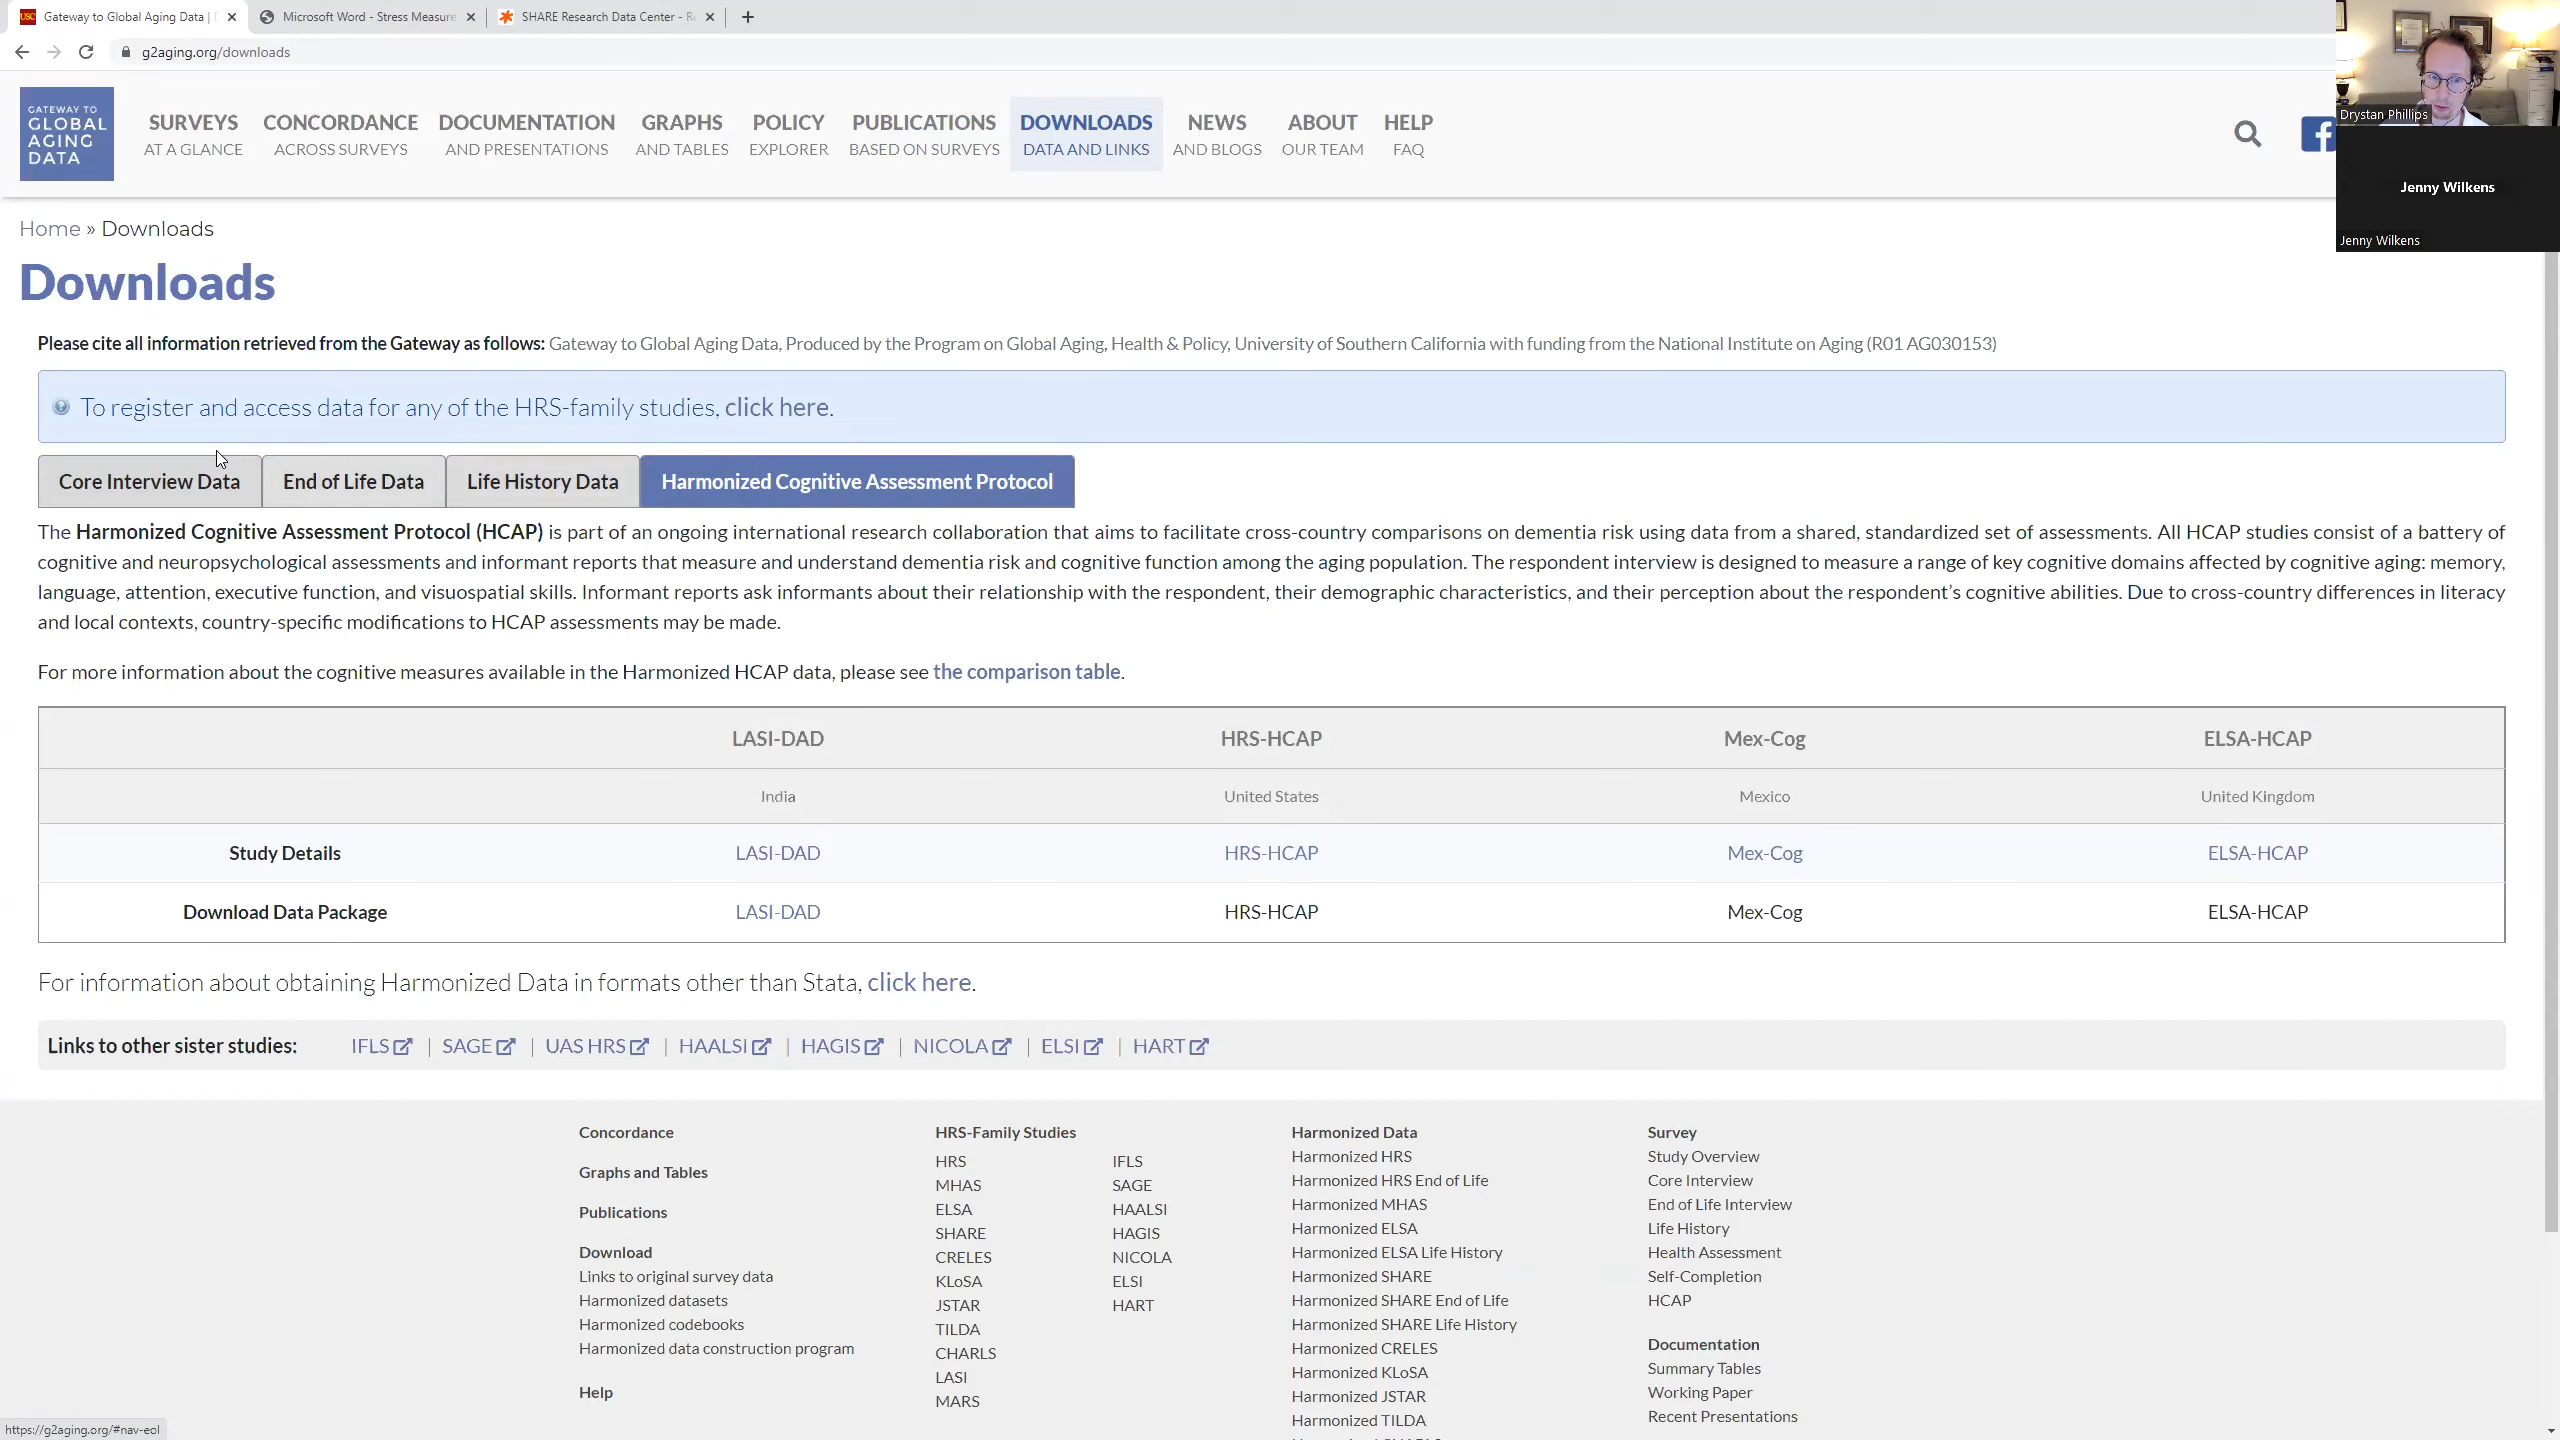 Gateway to Global Aging Data |
Microsoft Word - Stress Measure
SHARE Research Data Center -
g2aging.org/downloads
GATEWAY TO
GLOBAL
AGING
DATA
SURVEYS
AT A GLANCE
CONCORDANCE
ACROSS SURVEYS
DOCUMENTATION
AND PRESENTATIONS
GRAPHS
AND TABLES
POLICY
EXPLORER
PUBLICATIONS
BASED ON SURVEYS
DOWNLOADS
DATA AND LINKS
NEWS
AND BLOGS
ABOUT
OUR TEAM
HELP
FAQ
Drystan Phillips
Jenny Wilkens
Jenny Wilkens
Home » Downloads
Downloads
Please cite all information retrieved from the Gateway as follows: Gateway to Global Aging Data, Produced by the Program on Global Aging, Health & Policy, University of Southern California with funding from the National Institute on Aging (R01 AG030153)
To register and access data for any of the HRS-family studies, click here.
Core Interview Data
End of Life Data
Life History Data
Harmonized Cognitive Assessment Protocol
The Harmonized Cognitive Assessment Protocol (HCAP) is part of an ongoing international research collaboration that aims to facilitate cross-country comparisons on dementia risk using data from a shared, standardized set of assessments. All HCAP studies consist of a battery of
cognitive and neuropsychological assessments and informant reports that measure and understand dementia risk and cognitive function among the aging population. The respondent interview is designed to measure a range of key cognitive domains affected by cognitive aging: memory,
language, attention, executive function, and visuospatial skills. Informant reports ask informants about their relationship with the respondent, their demographic characteristics, and their perception about the respondent's cognitive abilities. Due to cross-country differences in literacy
and local contexts, country-specific modifications to HCAP assessments may be made.
For more information about the cognitive measures available in the Harmonized HCAP data, please see the comparison table.
LASI-DAD HRS-HCAP Mex-Cog ELSA-HCAP
India United States Mexico United Kingdom
Study Details LASI-DAD HRS-HCAP Mex-Cog ELSA-HCAP
Download Data Package LASI-DAD HRS-HCAP Mex-Cog ELSA-HCAP
For information about obtaining Harmonized Data in formats other than Stata, click here.
Links to other sister studies: IFLS | SAGE | UAS HRS | HAALSI | HAGIS | NICOLA | ELSI | HART
Concordance
Graphs and Tables
Publications
Download
Links to original survey data
Harmonized datasets
Harmonized codebooks
Harmonized data construction program
Help
HRS-Family Studies
HRS
MHAS
ELSA
SHARE
CRELES
KLoSA
JSTAR
TILDA
CHARLS
LASI
MARS
IFLS
SAGE
HAALSI
HAGIS
NICOLA
ELSI
HART
Harmonized Data
Harmonized HRS
Harmonized HRS End of Life
Harmonized MHAS
Harmonized ELSA
Harmonized ELSA Life History
Harmonized SHARE
Harmonized SHARE End of Life
Harmonized SHARE Life History
Harmonized CRELES
Harmonized KLoSA
Harmonized JSTAR
Harmonized TILDA
Survey
Study Overview
Core Interview
End of Life Interview
Life History
Health Assessment
Self-Completion
HCAP
Documentation
Summary Tables
Working Paper
Recent Presentations
https://g2aging.org/#nav-eol